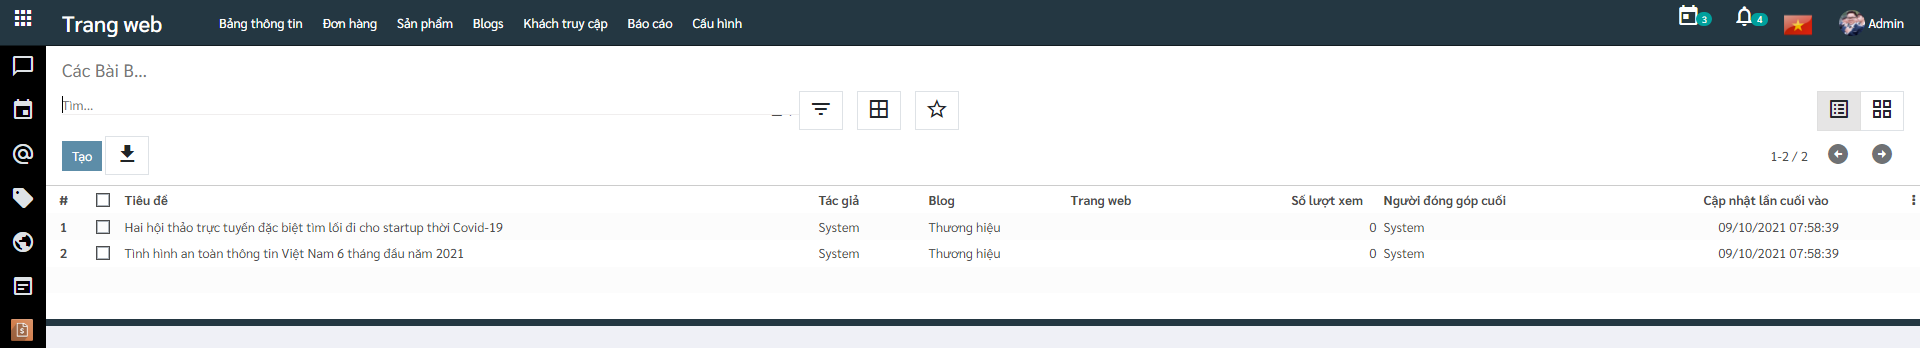 Trang web Bảng thông tin Đơn hàng Sản phẩm Blogs Khách truy cập Báo cáo Cấu hình 3 4 Admin
Các Bài B...
Tìm...
Tạo 1-2 / 2
# Tiêu đề Tác giả Blog Trang web Số lượt xem Người đóng góp cuối Cập nhật lần cuối vào
1 Hai hội thảo trực tuyến đặc biệt tìm lối đi cho startup thời Covid-19 System Thương hiệu 0 System 09/10/2021 07:58:39
2 Tình hình an toàn thông tin Việt Nam 6 tháng đầu năm 2021 System Thương hiệu 0 System 09/10/2021 07:58:39